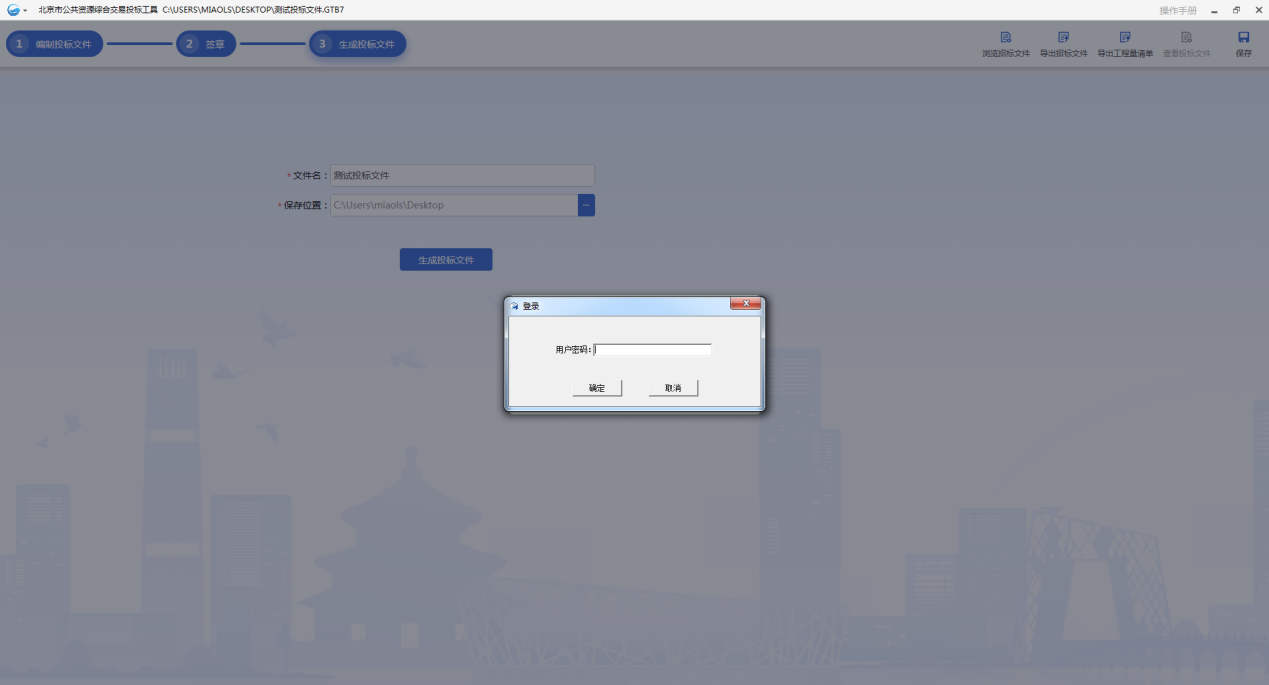 北京市公共资源综合交易投标工具 C:\USERS\MIAOLS\DESKTOP\测试投标文件.GTB7
操作手册
1 编制投标文件
2 签章
3 生成投标文件
浏览招标文件
导出招标文件
导出工程量清单
查看投标文件
保存
*文件名：测试投标文件
*保存位置：C:\Users\miaols\Desktop
生成投标文件
登录
用户密码:
确定
取消